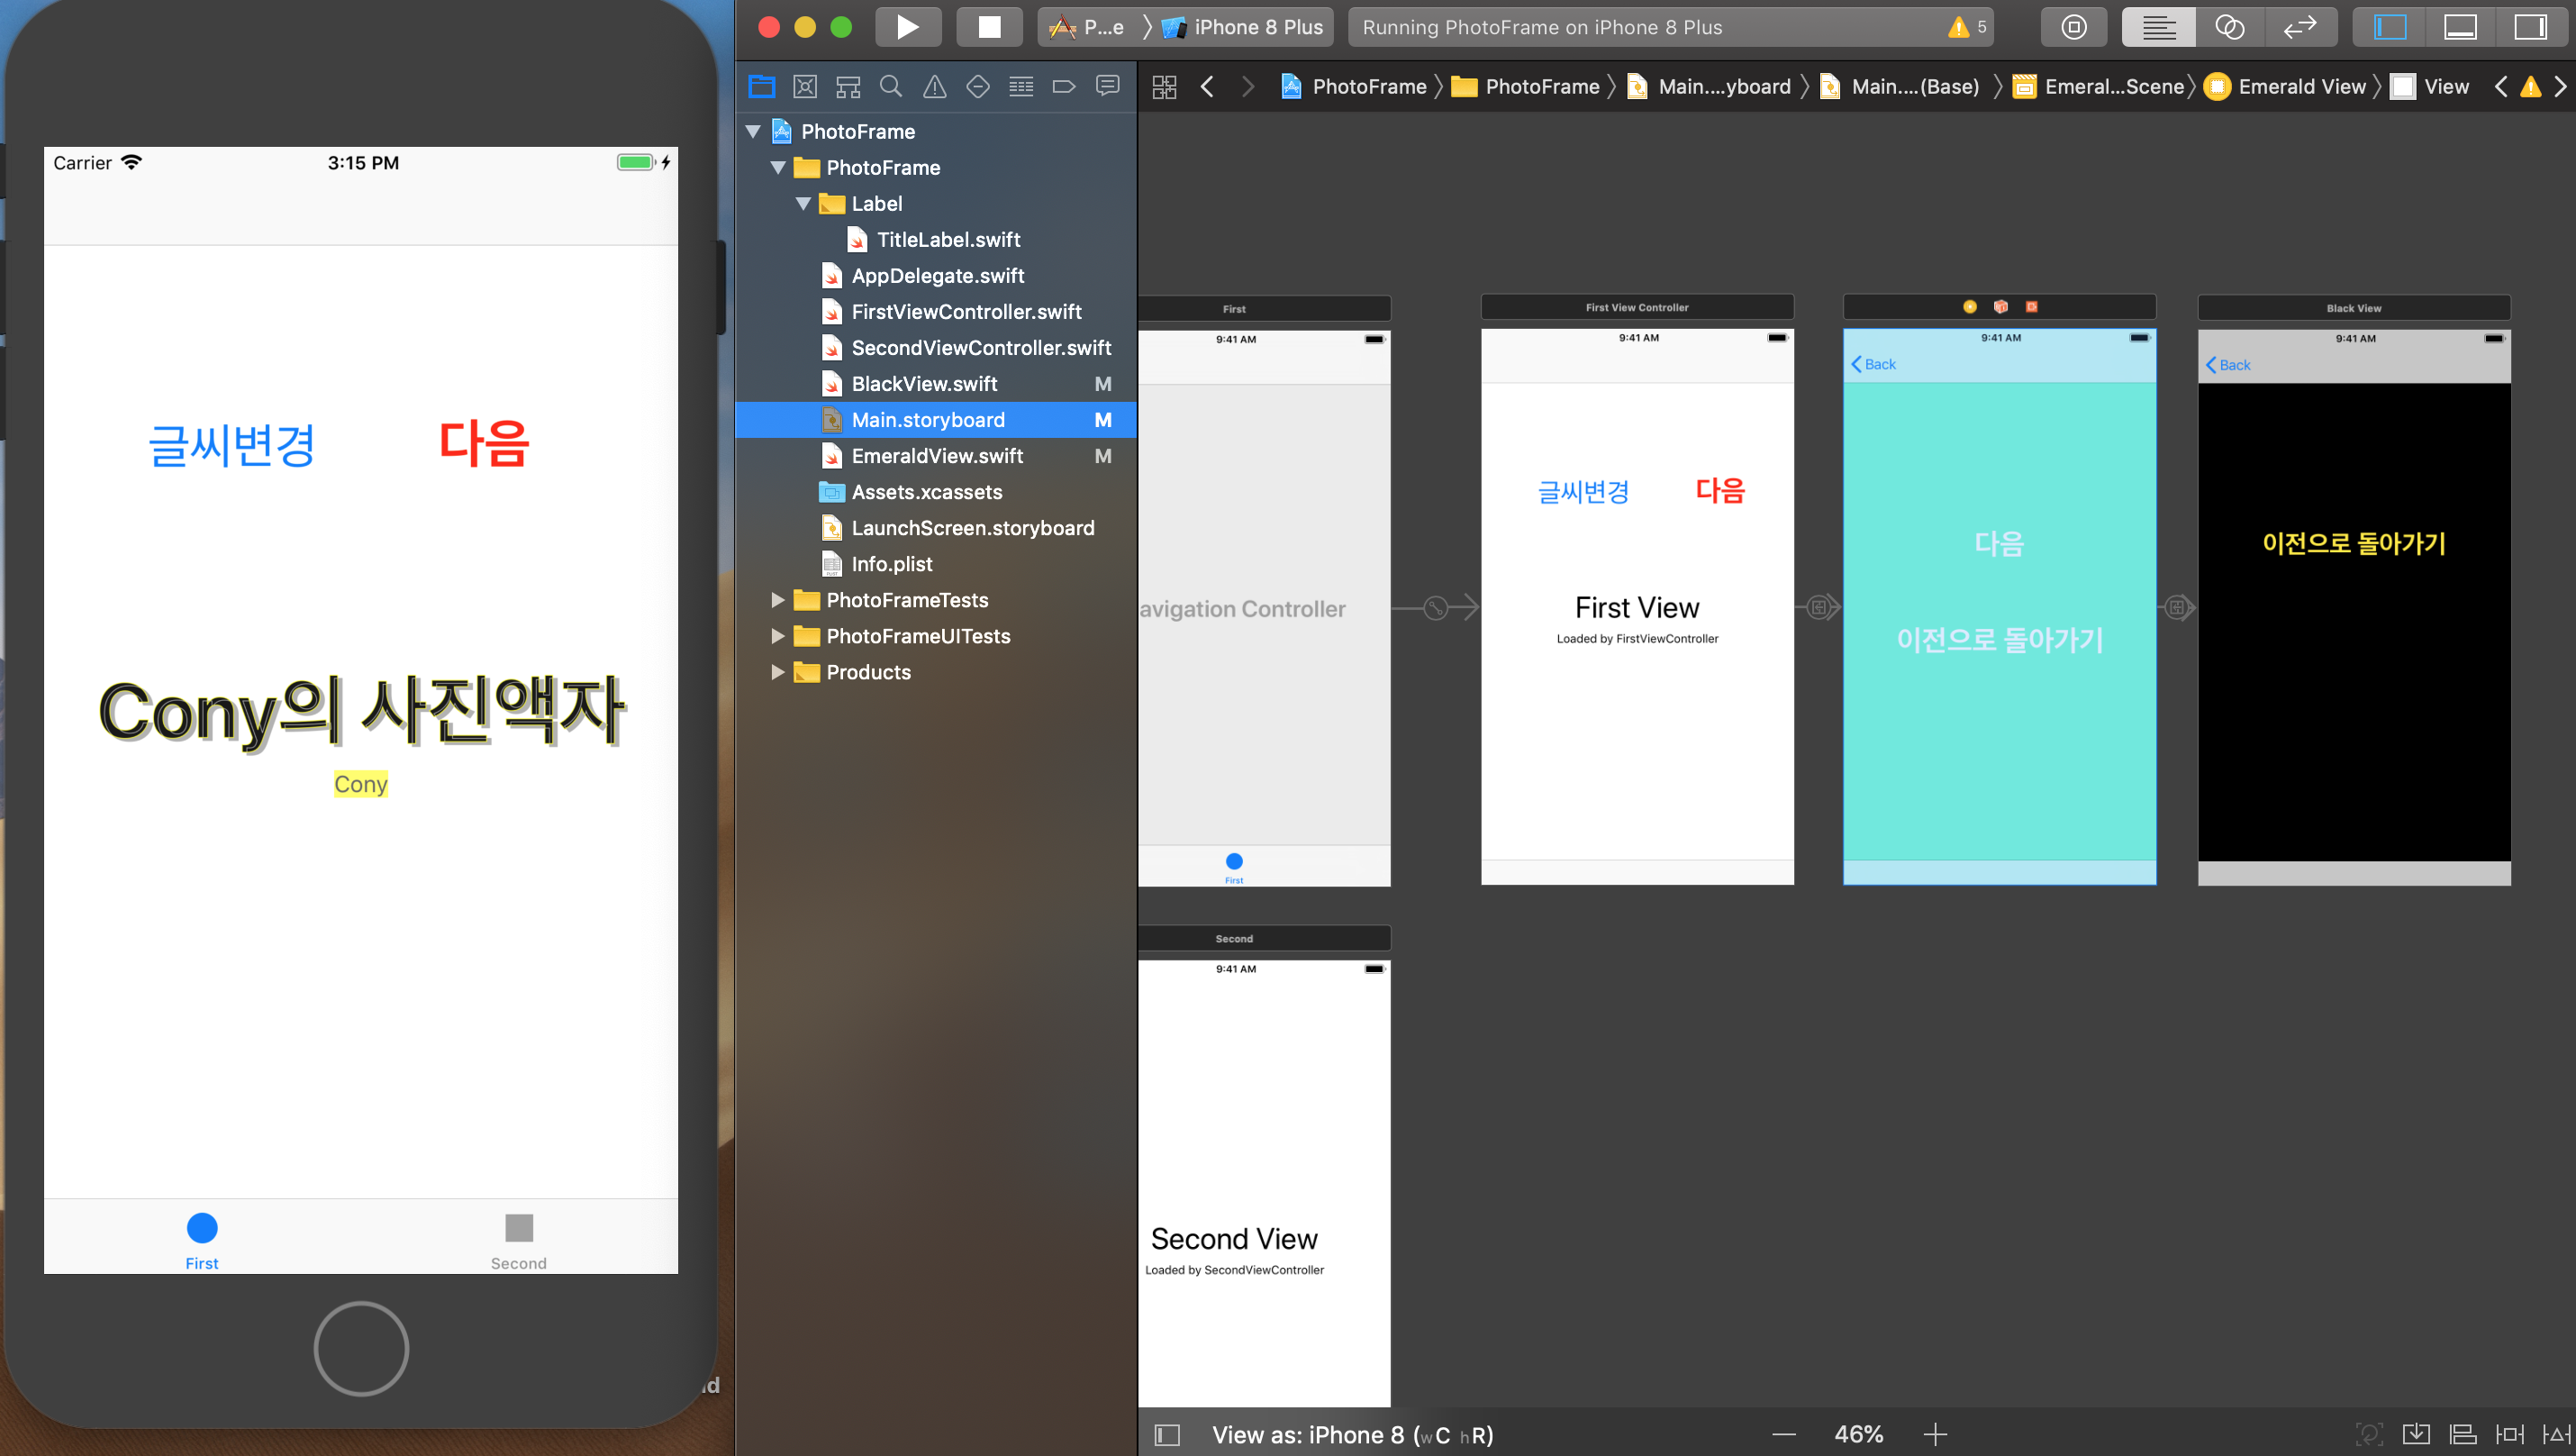 Carrier
3:15 PM
글씨변경
다음
Cony의 사진액자
Cony
First
Second
P...e
iPhone 8 Plus
Running PhotoFrame on iPhone 8 Plus
5
PhotoFrame
PhotoFrame
Main....yboard
Main....(Base)
Emeral...Scene
Emerald View
View
PhotoFrame
PhotoFrame
Label
TitleLabel.swift
AppDelegate.swift
FirstViewController.swift
SecondViewController.swift
BlackView.swift M
Main.storyboard M
EmeraldView.swift M
Assets.xcassets
LaunchScreen.storyboard
Info.plist
PhotoFrameTests
PhotoFrameUITests
Products
First
9:41 AM
avigation Controller
First
First View Controller
9:41 AM
글씨변경
다음
First View
Loaded by FirstViewController
9:41 AM
Back
다음
이전으로 돌아가기
Black View
9:41 AM
Back
이전으로 돌아가기
Second
9:41 AM
Second View
Loaded by SecondViewController
View as: iPhone 8 (wC hR)
46%